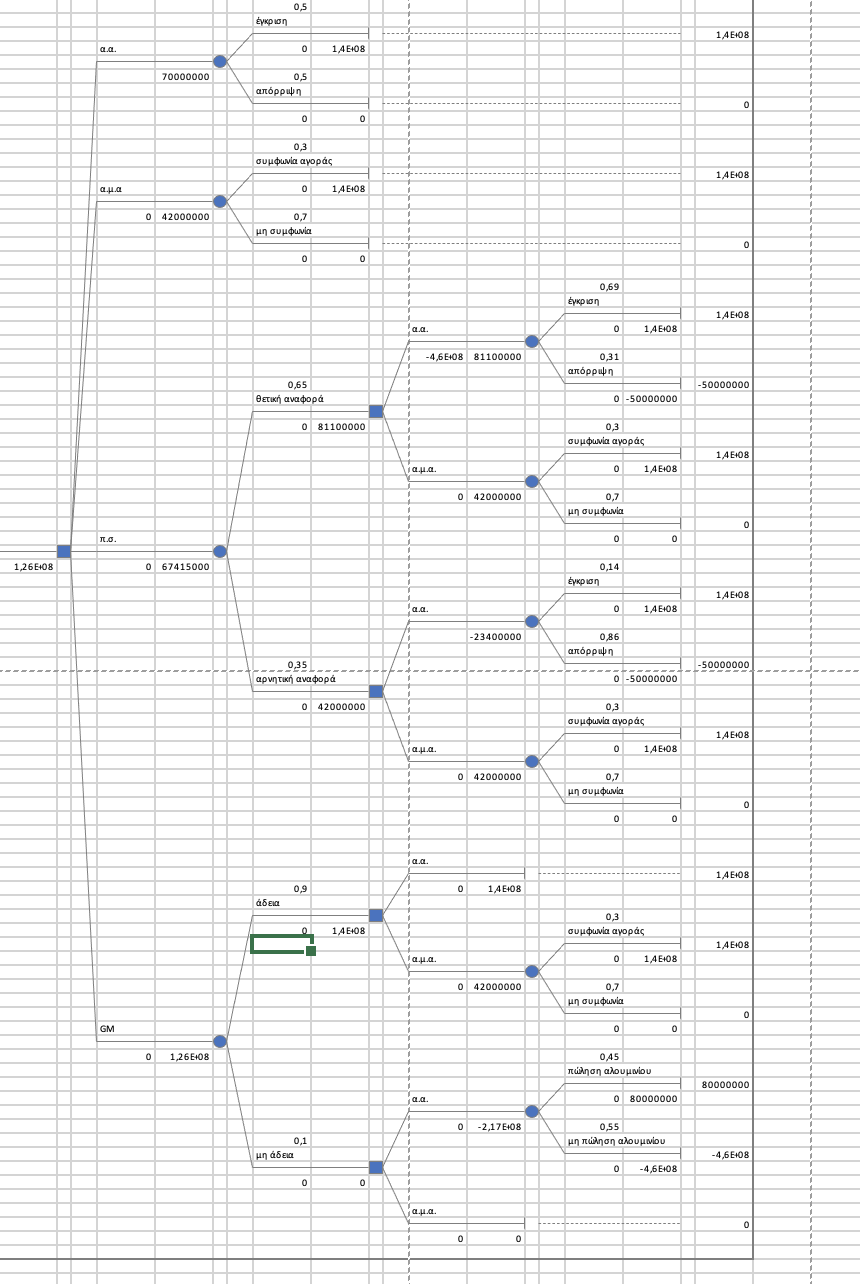 0,5
έγκριση
1,4E+08
α.α.
0 1,4E+08
70000000
0,5
απόρριψη
0
0 0
0,3
συμφωνία αγοράς
1,4E+08
α.μ.α
0 1,4E+08
0 42000000
0,7
μη συμφωνία
0
0 0
0,69
έγκριση
1,4E+08
α.α.
0 1,4E+08
-4,6E+08 81100000
0,31
απόρριψη
0,65
-50000000
θετική αναφορά
0 -50000000
0 81100000
0,3
συμφωνία αγοράς
1,4E+08
α.μ.α.
0 1,4E+08
0 42000000
0,7
μη συμφωνία
0
π.σ.
0 0
1,26E+08
0 67415000
0,14
έγκριση
1,4E+08
α.α.
0 1,4E+08
-23400000
0,86
απόρριψη
0,35
-50000000
αρνητική αναφορά
0 -50000000
0 42000000
0,3
συμφωνία αγοράς
1,4E+08
α.μ.α.
0 1,4E+08
0 42000000
0,7
μη συμφωνία
0
0 0
α.α.
1,4E+08
0,9
0 1,4E+08
άδεια
0 1,4E+08
0,3
συμφωνία αγοράς
1,4E+08
α.μ.α.
0 1,4E+08
0 42000000
0,7
μη συμφωνία
0
GM
0 0
0 1,26E+08
0,45
πώληση αλουμινίου
80000000
α.α.
0 80000000
0 -2,17E+08
0,55
0,1
μη πώληση αλουμινίου
μη άδεια
-4,6E+08
0 -4,6E+08
0 0
α.μ.α.
0
0 0